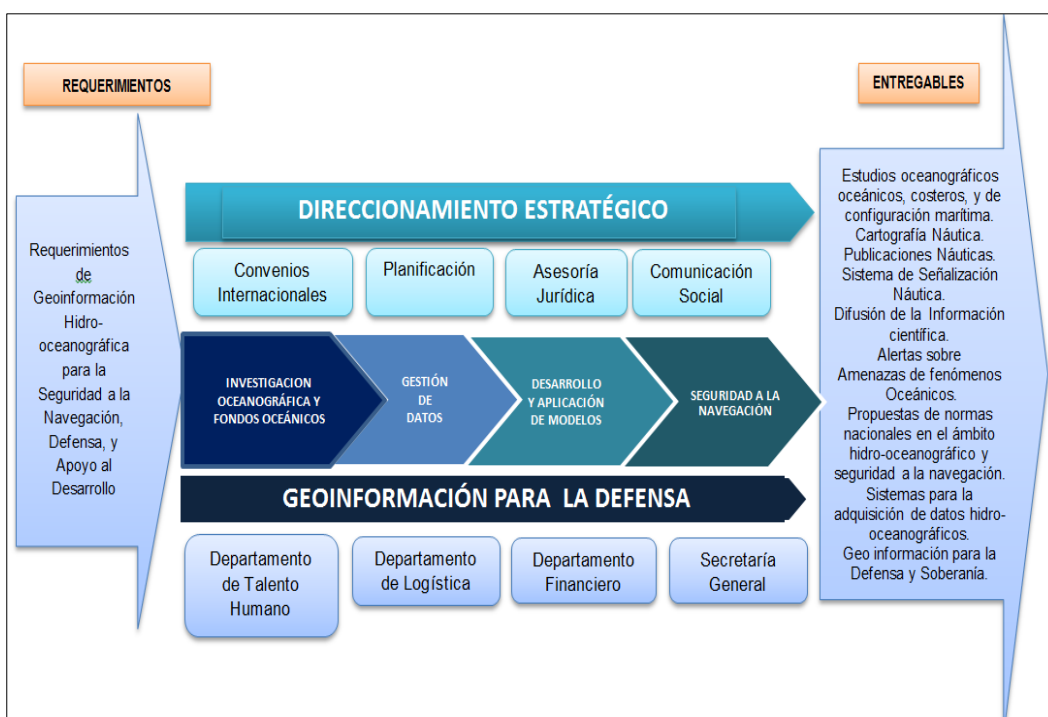 REQUERIMIENTOS
Requerimientos
de
Geoinformación
Hidro-
oceanográfica
para la
Seguridad a la
Navegación,
Defensa, y
Apoyo al
Desarrollo
DIRECCIONAMIENTO ESTRATÉGICO
Convenios
Internacionales
Planificación
Asesoría
Jurídica
Comunicación
Social
INVESTIGACION
OCEANOGRÁFICA Y
FONDOS OCEÁNICOS
GESTIÓN
DE
DATOS
DESARROLLO
Y APLICACIÓN
DE MODELOS
SEGURIDAD A LA
NAVEGACIÓN
GEOINFORMACIÓN PARA LA DEFENSA
Departamento
de Talento
Humano
Departamento
de Logística
Departamento
Financiero
Secretaría
General
ENTREGABLES
Estudios oceanográficos
oceánicos, costeros, y de
configuración marítima.
Cartografía Náutica.
Publicaciones Náuticas.
Sistema de Señalización
Náutica.
Difusión de la Información
científica.
Alertas sobre
Amenazas de fenómenos
Oceánicos.
Propuestas de normas
nacionales en el ámbito
hidro-oceanográfico y
seguridad a la navegación.
Sistemas para la
adquisición de datos hidro-
oceanográficos.
Geo información para la
Defensa y Soberanía.